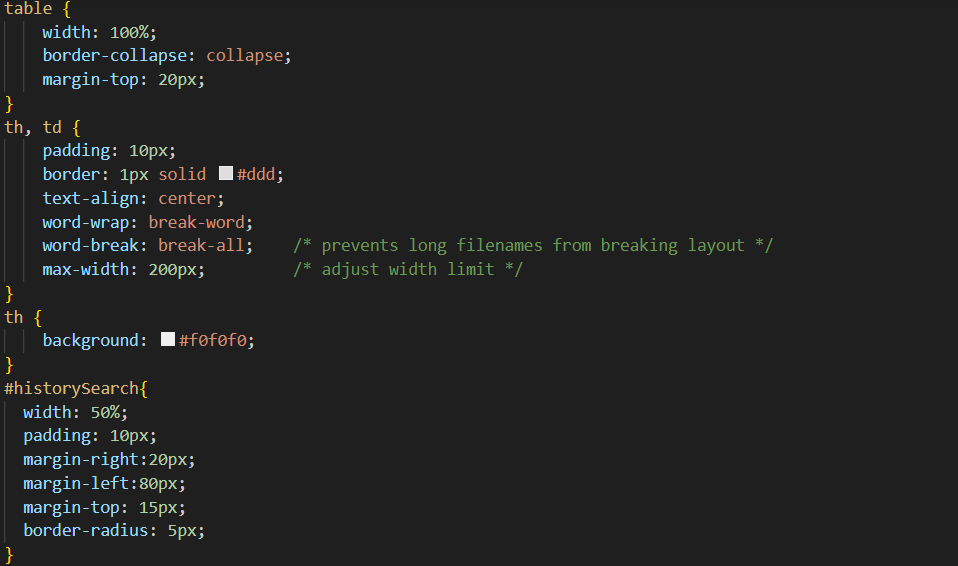 table {
    width: 100%;
    border-collapse: collapse;
    margin-top: 20px;
}
th, td {
    padding: 10px;
    border: 1px solid #ddd;
    text-align: center;
    word-wrap: break-word;
    word-break: break-all;    /* prevents long filenames from breaking layout */
    max-width: 200px;         /* adjust width limit */
}
th {
    background: #f0f0f0;
}
#historySearch{
  width: 50%;
  padding: 10px;
  margin-right:20px;
  margin-left:80px;
  margin-top: 15px;
  border-radius: 5px;
}